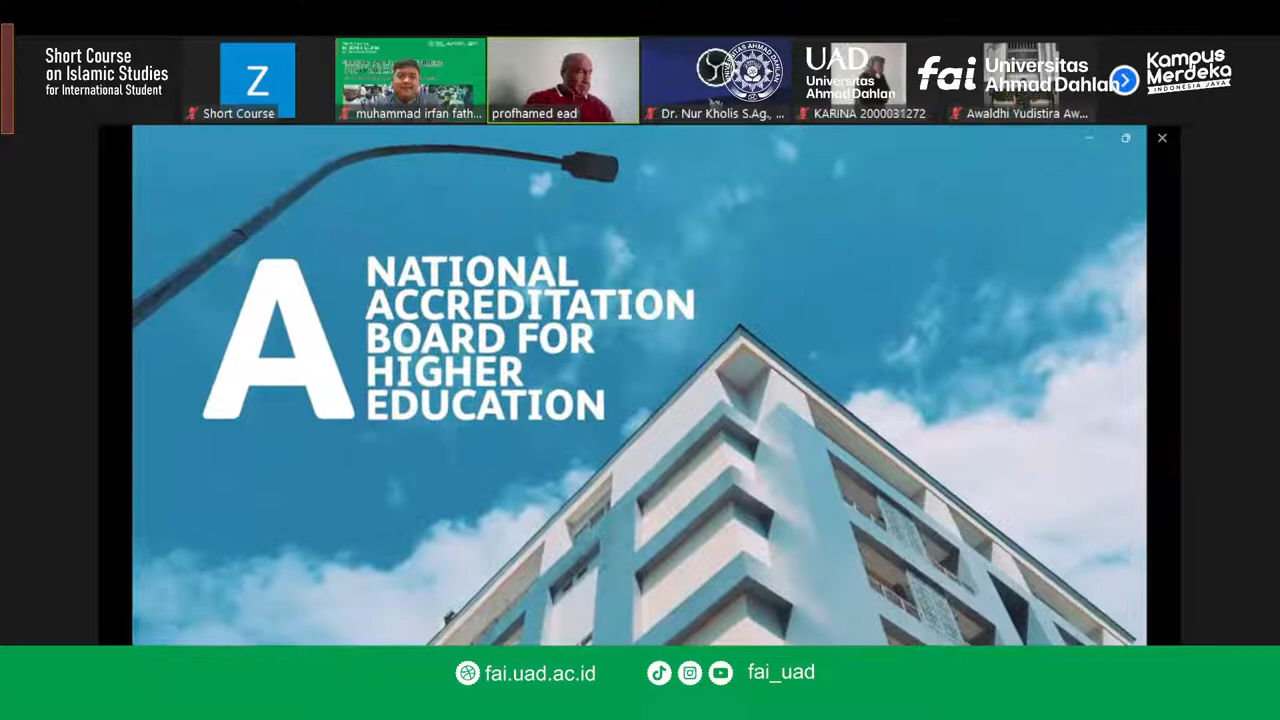 Short Course
on Islamic Studies
for International Student
Z
Short Course
muhammad irfan fath...
profhamed ead
Dr. Nur Kholis S.Ag., ...
UAD
Universitas
Ahmad Dahlan
KARINA 2000031272
fai
Universitas
Ahmad Dahlan
Awaldhi Yudistira Aw...
Kampus
Merdeka
INDONESIA JAYA
A
NATIONAL
ACCREDITATION
BOARD FOR
HIGHER
EDUCATION
fai.uad.ac.id
fai_uad